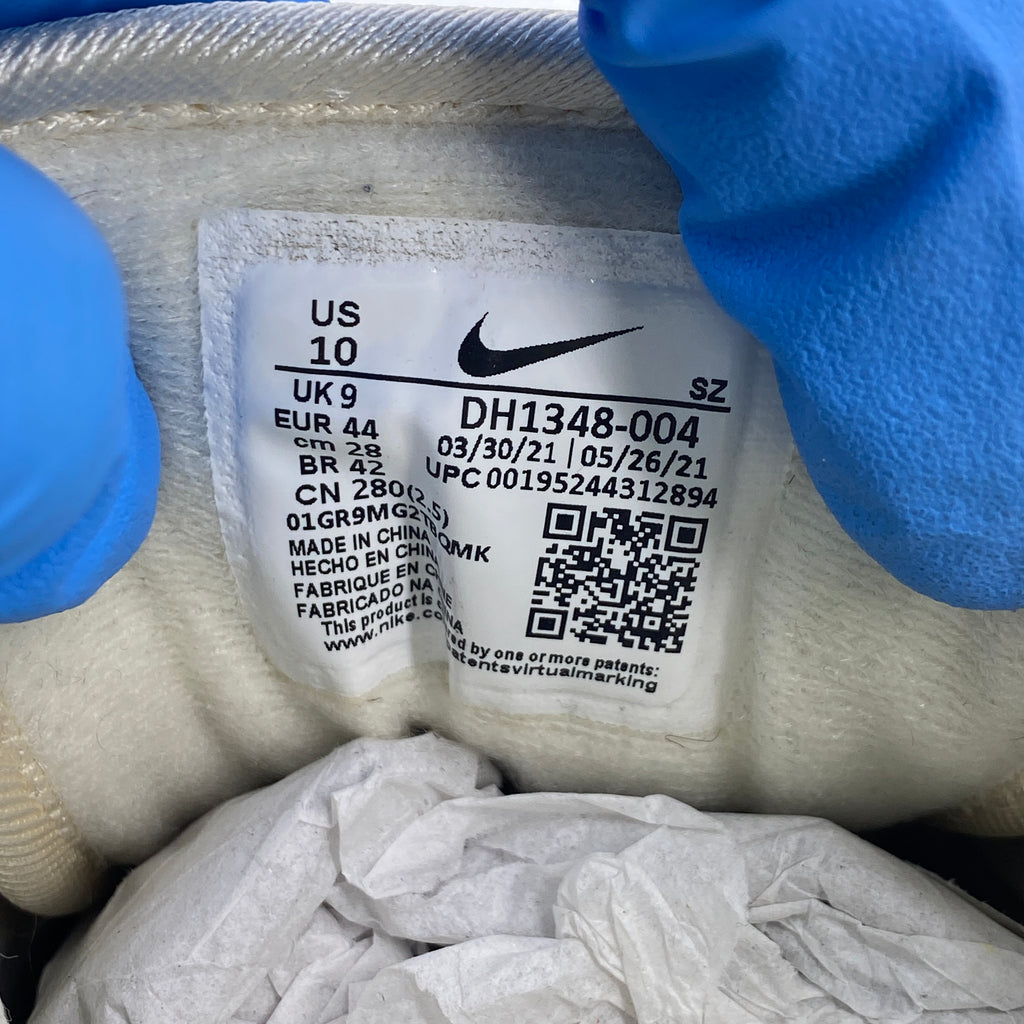 US
10
SZ
UK 9
EUR 44
cm 28
BR 42
CN 280(2.5)
DH1348-004
03/30/21 | 05/26/21
UPC 00195244312894
MADE IN CHINA
HECHO EN CHINA
FABRIQUE EN
FABRICADO NA
This product is
by one or more patents:
www.nike.